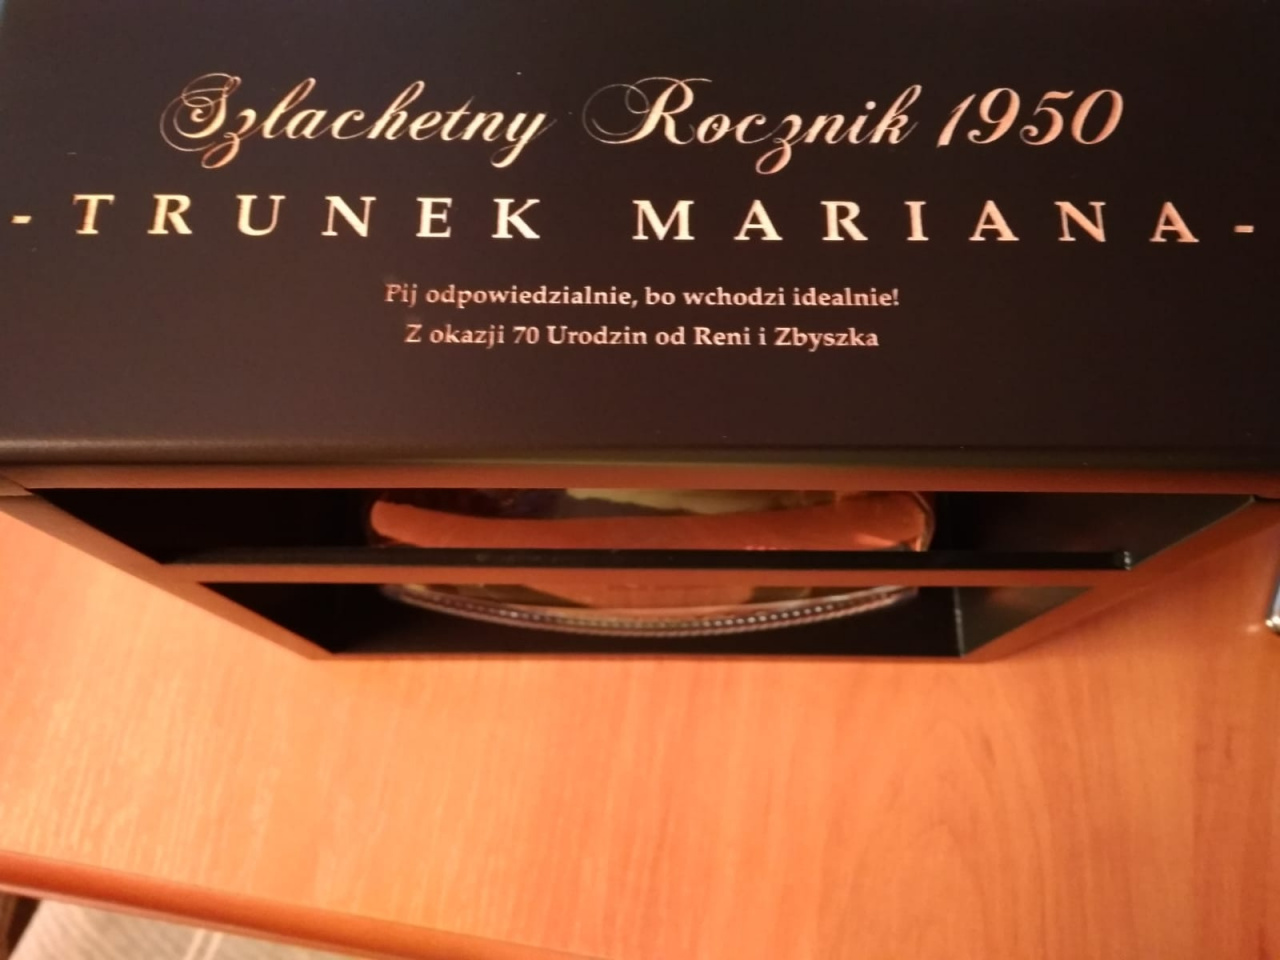 Szlachetny Rocznik 1950
- TRUNEK MARIANA -
Pij odpowiedzialnie, bo wchodzi idealnie!
Z okazji 70 Urodzin od Reni i Zbyszka